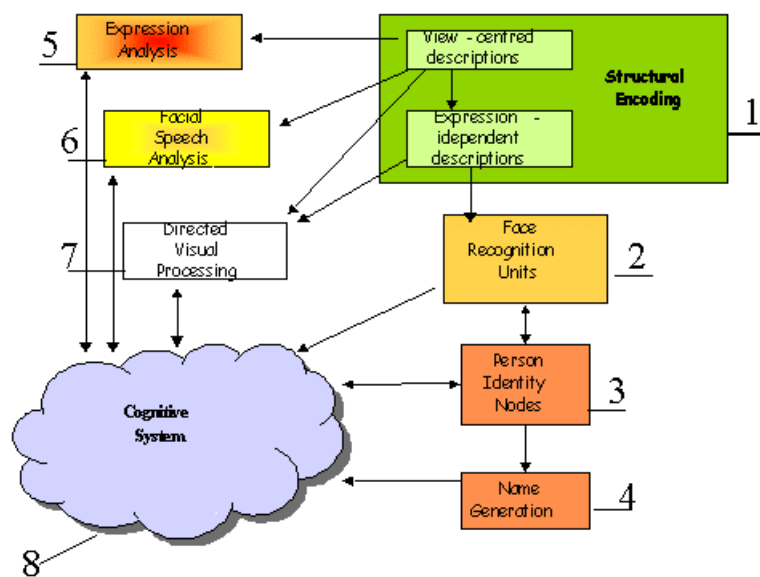 Expression
Analysis
5
View - centred
descriptions
Structural
Encoding
1
Facial
Speech
Analysis
6
Expression -
idependent
descriptions
Directed
Visual
Processing
7
Face
Recognition
Units
2
Person
Identity
Nodes
3
Cognitive
System
Name
Generation
4
8